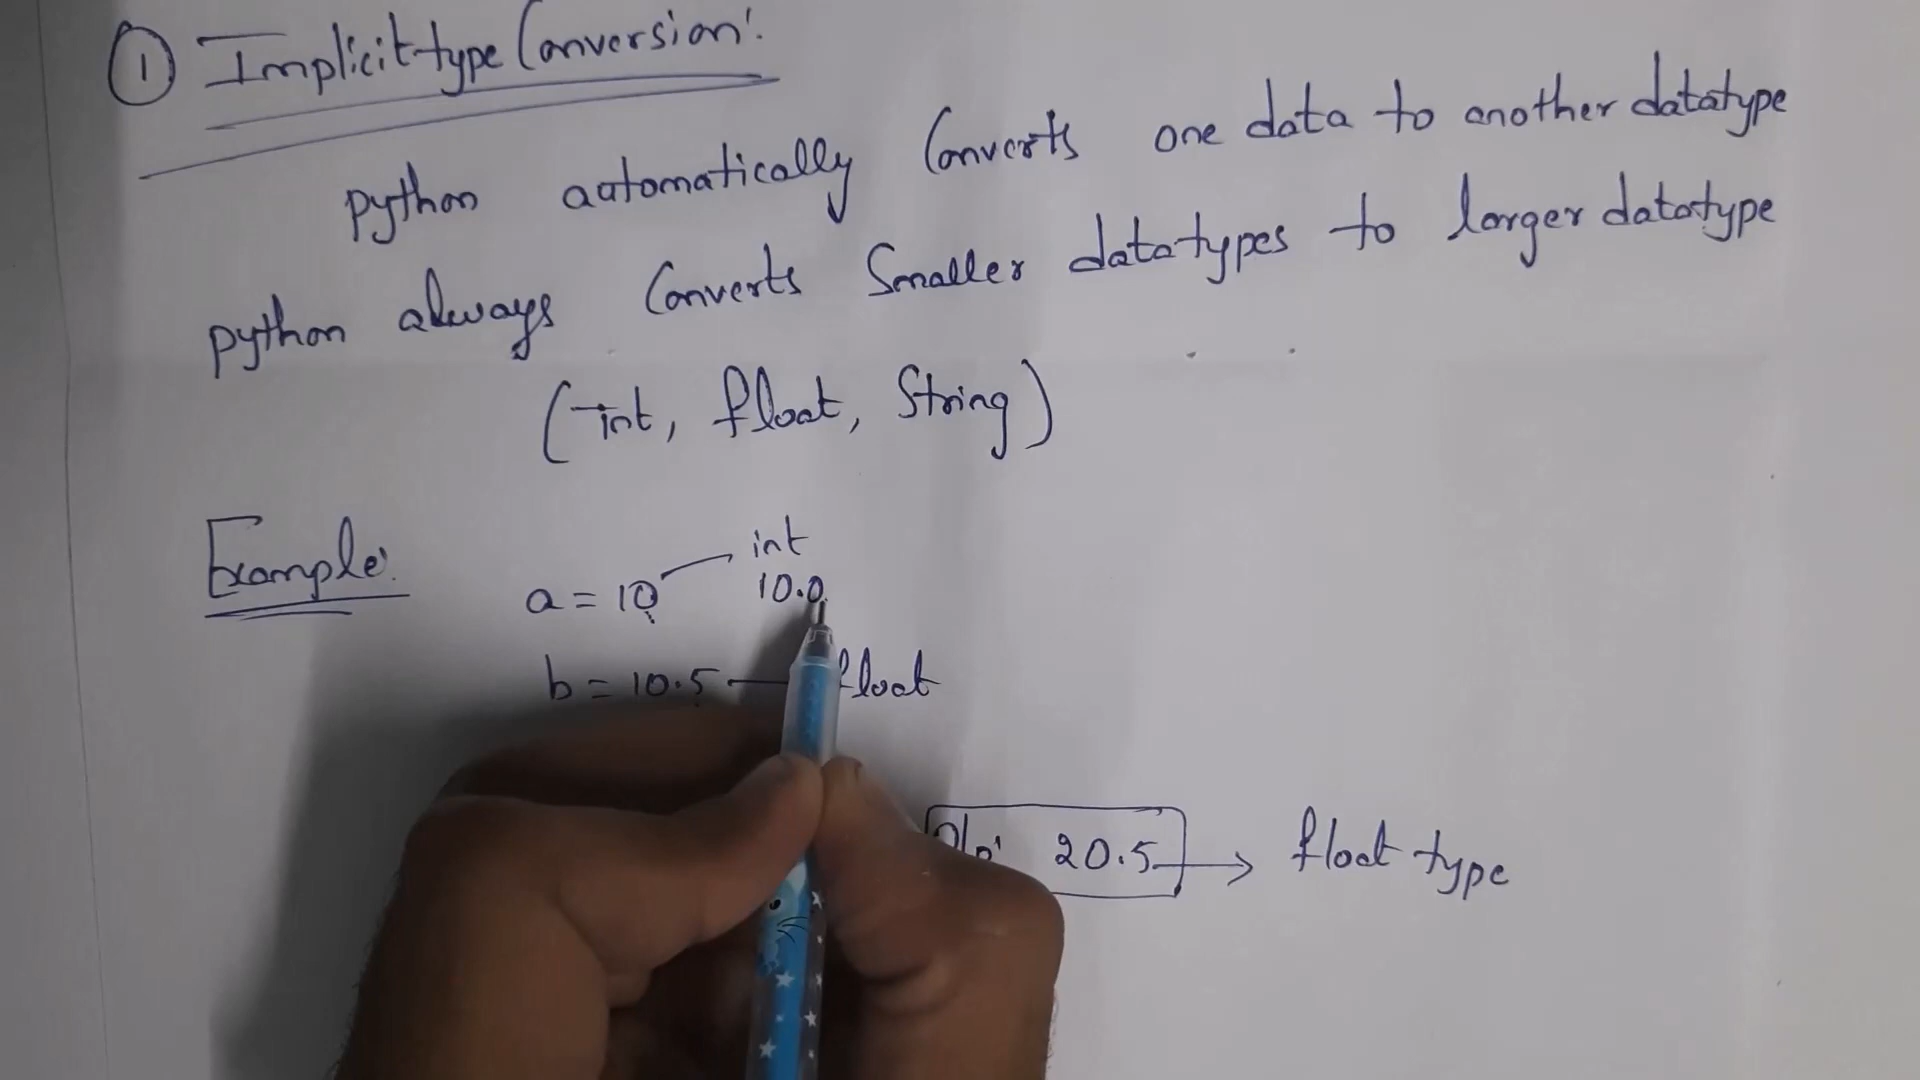 ① Implicit type Conversion:
python automatically Converts one data to another datatype
python always Converts Smaller datatypes to larger datatype
(int, float, String)
Example:
a = 10 int
10.0
b = 10.5 float
20.5 → float type